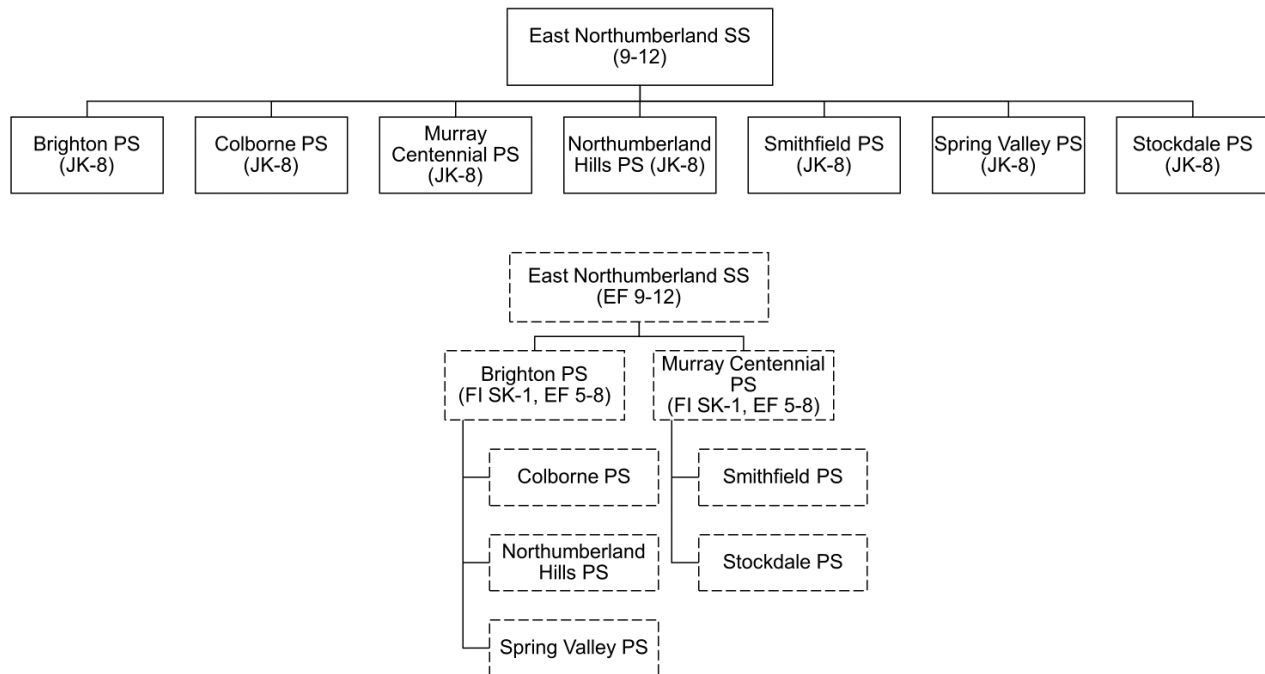 East Northumberland SS
(9-12)
Brighton PS
(JK-8)
Colborne PS
(JK-8)
Murray
Centennial PS
(JK-8)
Northumberland
Hills PS (JK-8)
Smithfield PS
(JK-8)
Spring Valley PS
(JK-8)
Stockdale PS
(JK-8)
East Northumberland SS
(EF 9-12)
Brighton PS
(FI SK-1, EF 5-8)
Murray Centennial
PS
(FI SK-1, EF 5-8)
Colborne PS
Northumberland
Hills PS
Spring Valley PS
Smithfield PS
Stockdale PS